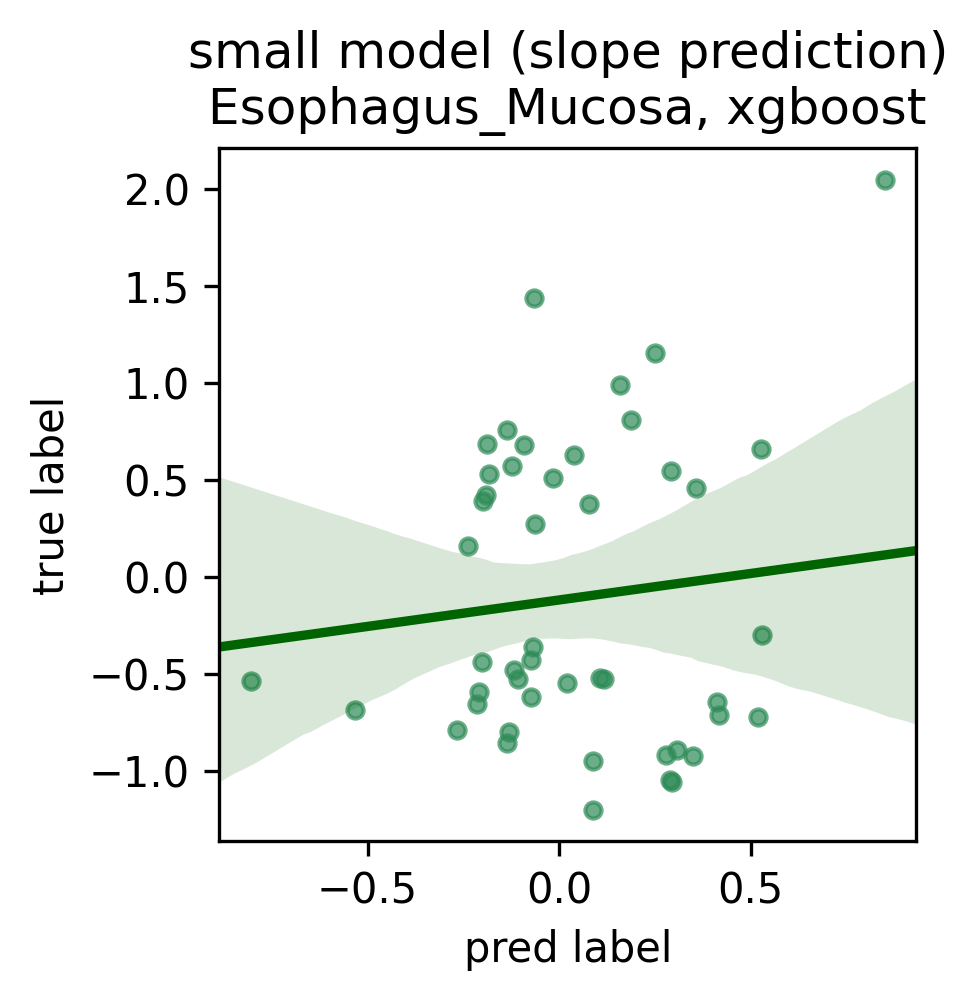 small model (slope prediction)
Esophagus_Mucosa, xgboost
2.0
1.5
1.0
0.5
0.0
−0.5
−1.0
true label
−0.5 0.0 0.5
pred label